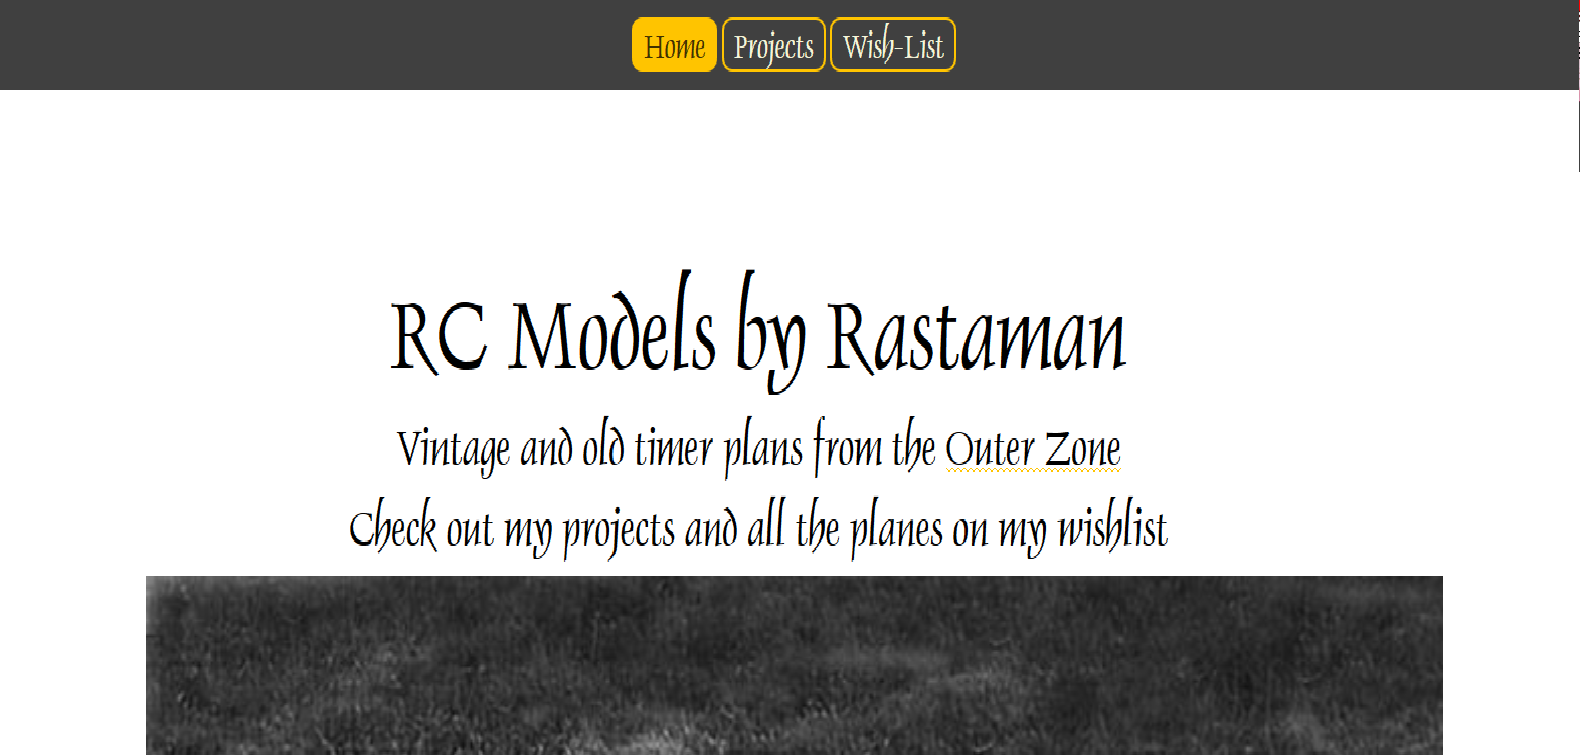 Home Projects Wish-List
RC Models by Rastaman
Vintage and old timer plans from the Outer Zone
Check out my projects and all the planes on my wishlist